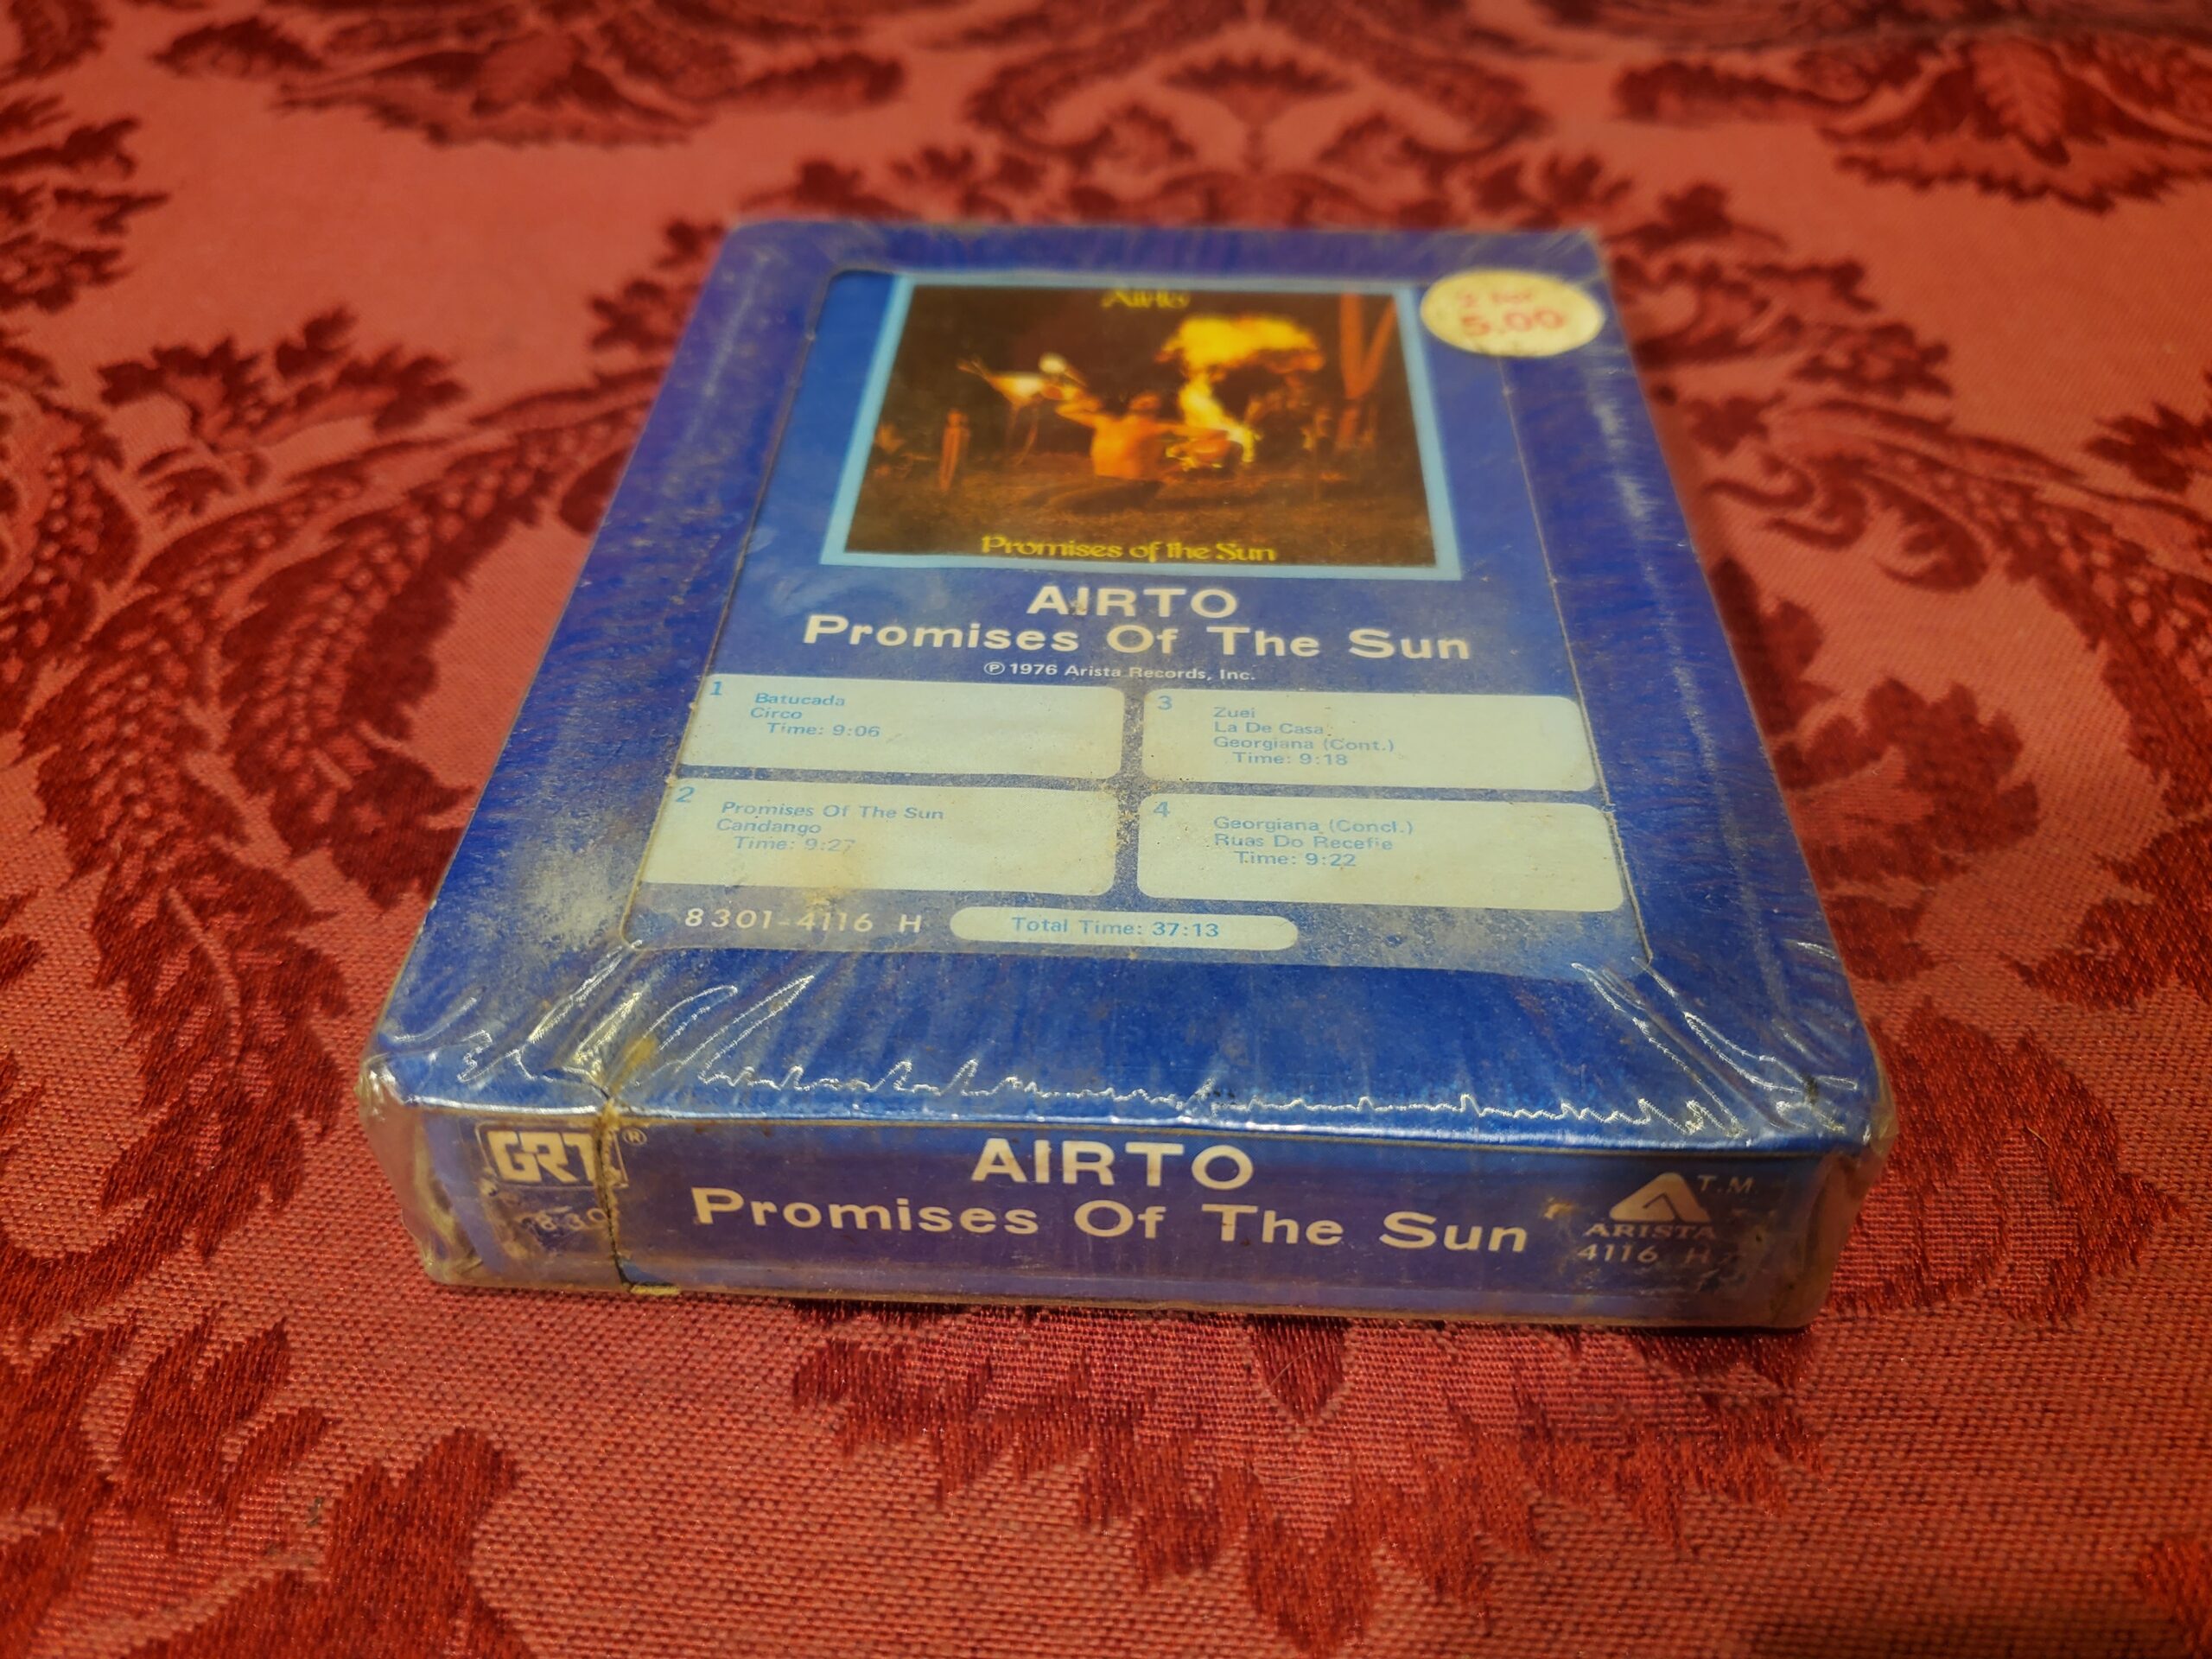 Airto
2 for
5.00
Promises of the Sun
AIRTO
Promises Of The Sun
℗ 1976 Arista Records, Inc.
1
Batucada
Circo
Time: 9:06
2
Promises Of The Sun
Candango
Time: 9:27
3
Zuei
La De Casa
Georgiana (Cont.)
Time: 9:18
4
Georgiana (Concl.)
Ruas Do Recefie
Time: 9:22
8301-4116 H
Total Time: 37:13
GRT®
AIRTO
Promises Of The Sun
T.M.
ARISTA
4116 H